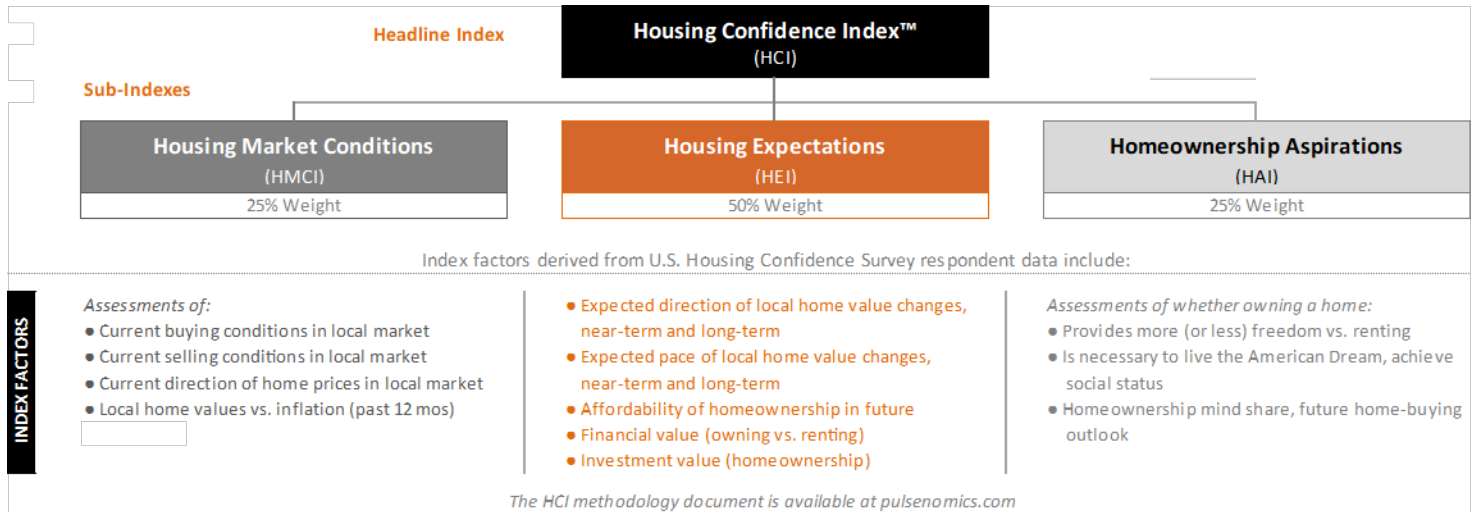 Headline Index
Housing Confidence Index™
(HCI)
Sub-Indexes
Housing Market Conditions
(HMCI)
25% Weight
Housing Expectations
(HEI)
50% Weight
Homeownership Aspirations
(HAI)
25% Weight
Index factors derived from U.S. Housing Confidence Survey respondent data include:
INDEX FACTORS
Assessments of:
● Current buying conditions in local market
● Current selling conditions in local market
● Current direction of home prices in local market
● Local home values vs. inflation (past 12 mos)
● Expected direction of local home value changes,
near-term and long-term
● Expected pace of local home value changes,
near-term and long-term
● Affordability of homeownership in future
● Financial value (owning vs. renting)
● Investment value (homeownership)
Assessments of whether owning a home:
● Provides more (or less) freedom vs. renting
● Is necessary to live the American Dream, achieve
social status
● Homeownership mind share, future home-buying
outlook
The HCI methodology document is available at pulsenomics.com